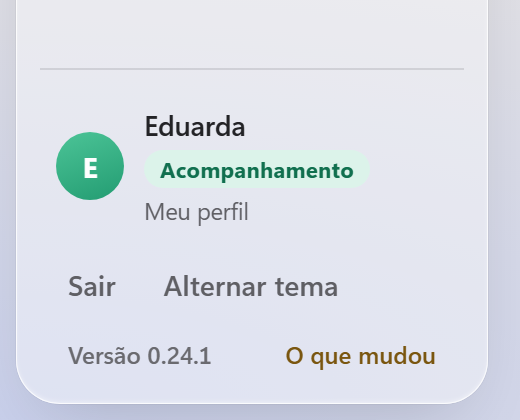 E
Eduarda
Acompanhamento
Meu perfil
Sair Alternar tema
Versão 0.24.1 O que mudou